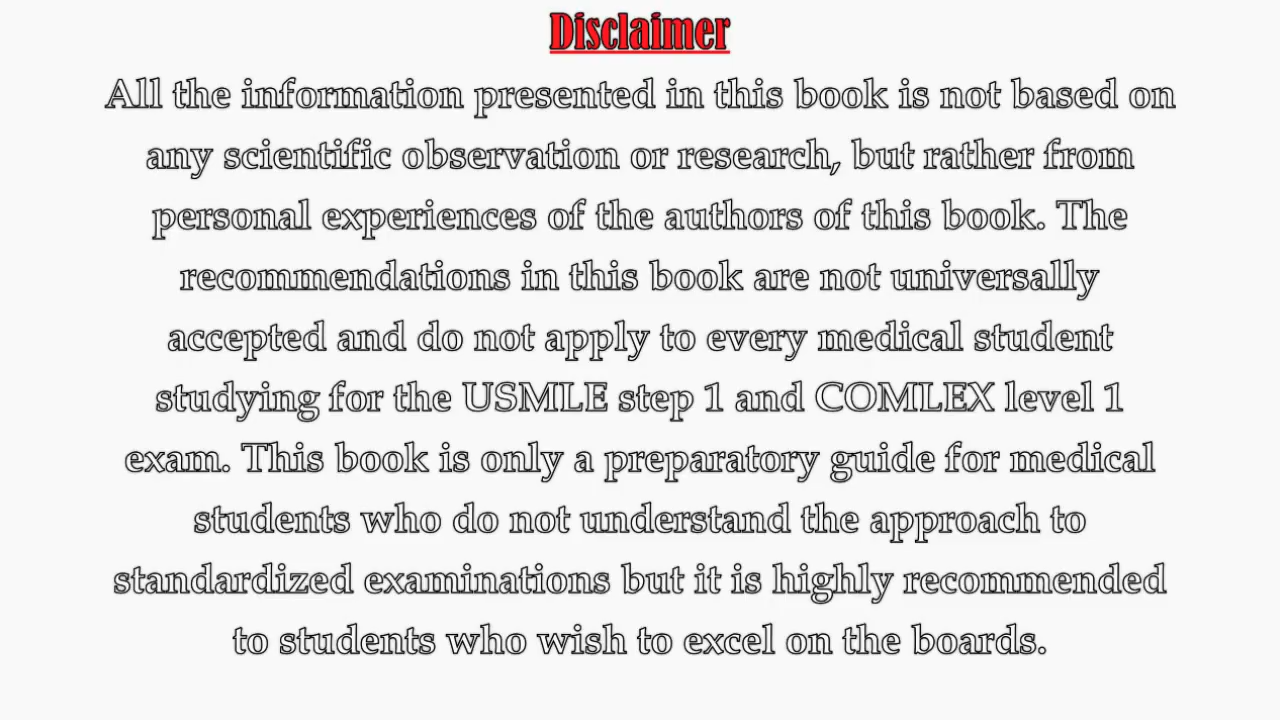 Disclaimer
All the information presented in this book is not based on
any scientific observation or research, but rather from
personal experiences of the authors of this book. The
recommendations in this book are not universally
accepted and do not apply to every medical student
studying for the USMLE step 1 and COMLEX level 1
exam. This book is only a preparatory guide for medical
students who do not understand the approach to
standardized examinations but it is highly recommended
to students who wish to excel on the boards.